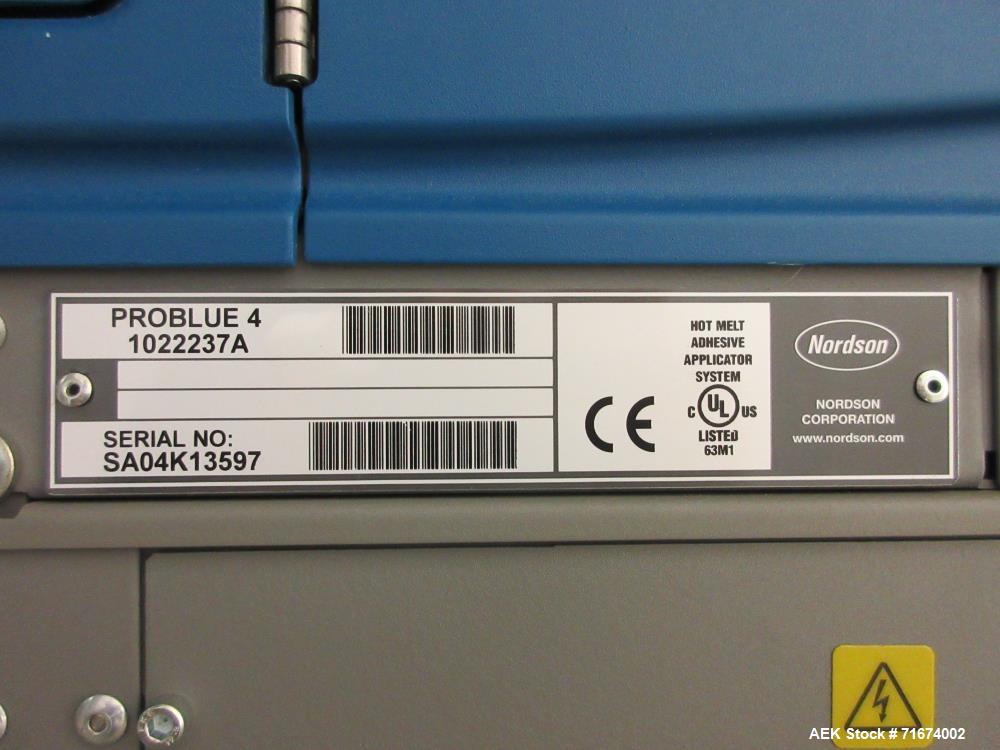 PROBLUE 4
1022237A
SERIAL NO:
SA04K13597
CE
HOT MELT
ADHESIVE
APPLICATOR
SYSTEM
C UL US
LISTED
63M1
Nordson
NORDSON
CORPORATION
www.nordson.com
AEK Stock # 71674002